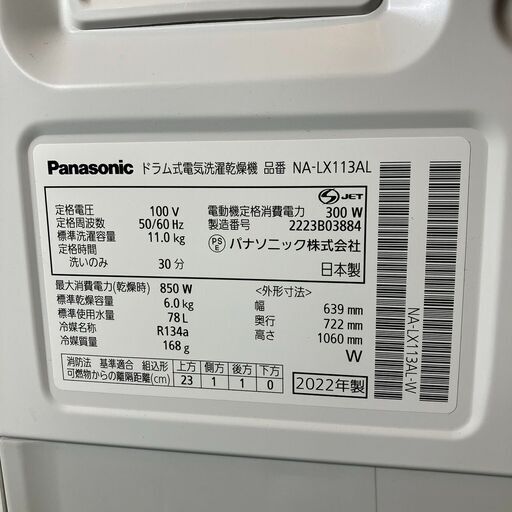 Panasonic ドラム式電気洗濯乾燥機 品番 NA-LX113AL
定格電圧 100 V
定格周波数 50/60 Hz
標準洗濯容量 11.0 kg
標準時間
洗いのみ 30 分
S JET
電動機定格消費電力 300 W
製造番号 2223B03884
PS E パナソニック株式会社
日本製
最大消費電力(乾燥時) 850 W
標準乾燥容量 6.0 kg
標準使用水量 78 L
冷媒名称 R134a
冷媒質量 168 g
<外形寸法>
幅 639 mm
奥行 722 mm
高さ 1060 mm
W
消防法 基準適合 組込形 上方 側方 後方 下方
可燃物からの離隔距離(cm) 23 1 1 0
2022年製
NA-LX113AL-W